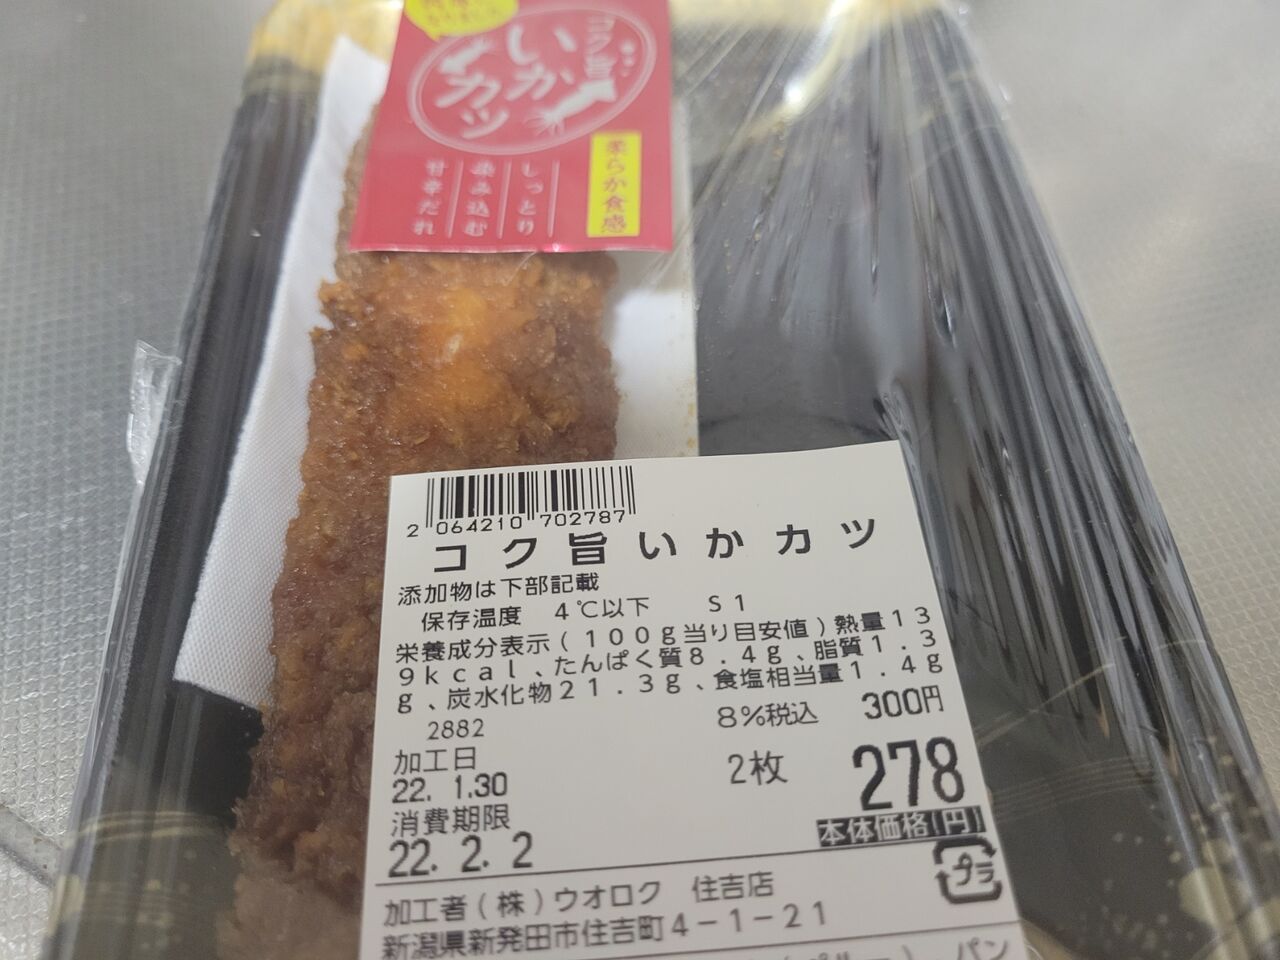 コク旨
いかカツ
柔らか食感
しっとり
染み込む
甘辛だれ
2 064210 702787
コク旨いかカツ
添加物は下部記載
保存温度 4℃以下 S1
栄養成分表示(100g当り目安値)熱量13
9kcal、たんぱく質8.4g、脂質1.3
g、炭水化物21.3g、食塩相当量1.4g
2882 8%税込 300円
加工日
22. 1.30
2枚 278
消費期限
本体価格(円)
22. 2. 2
プラ
加工者(株)ウオロク 住吉店
新潟県新発田市住吉町4-1-21
パン